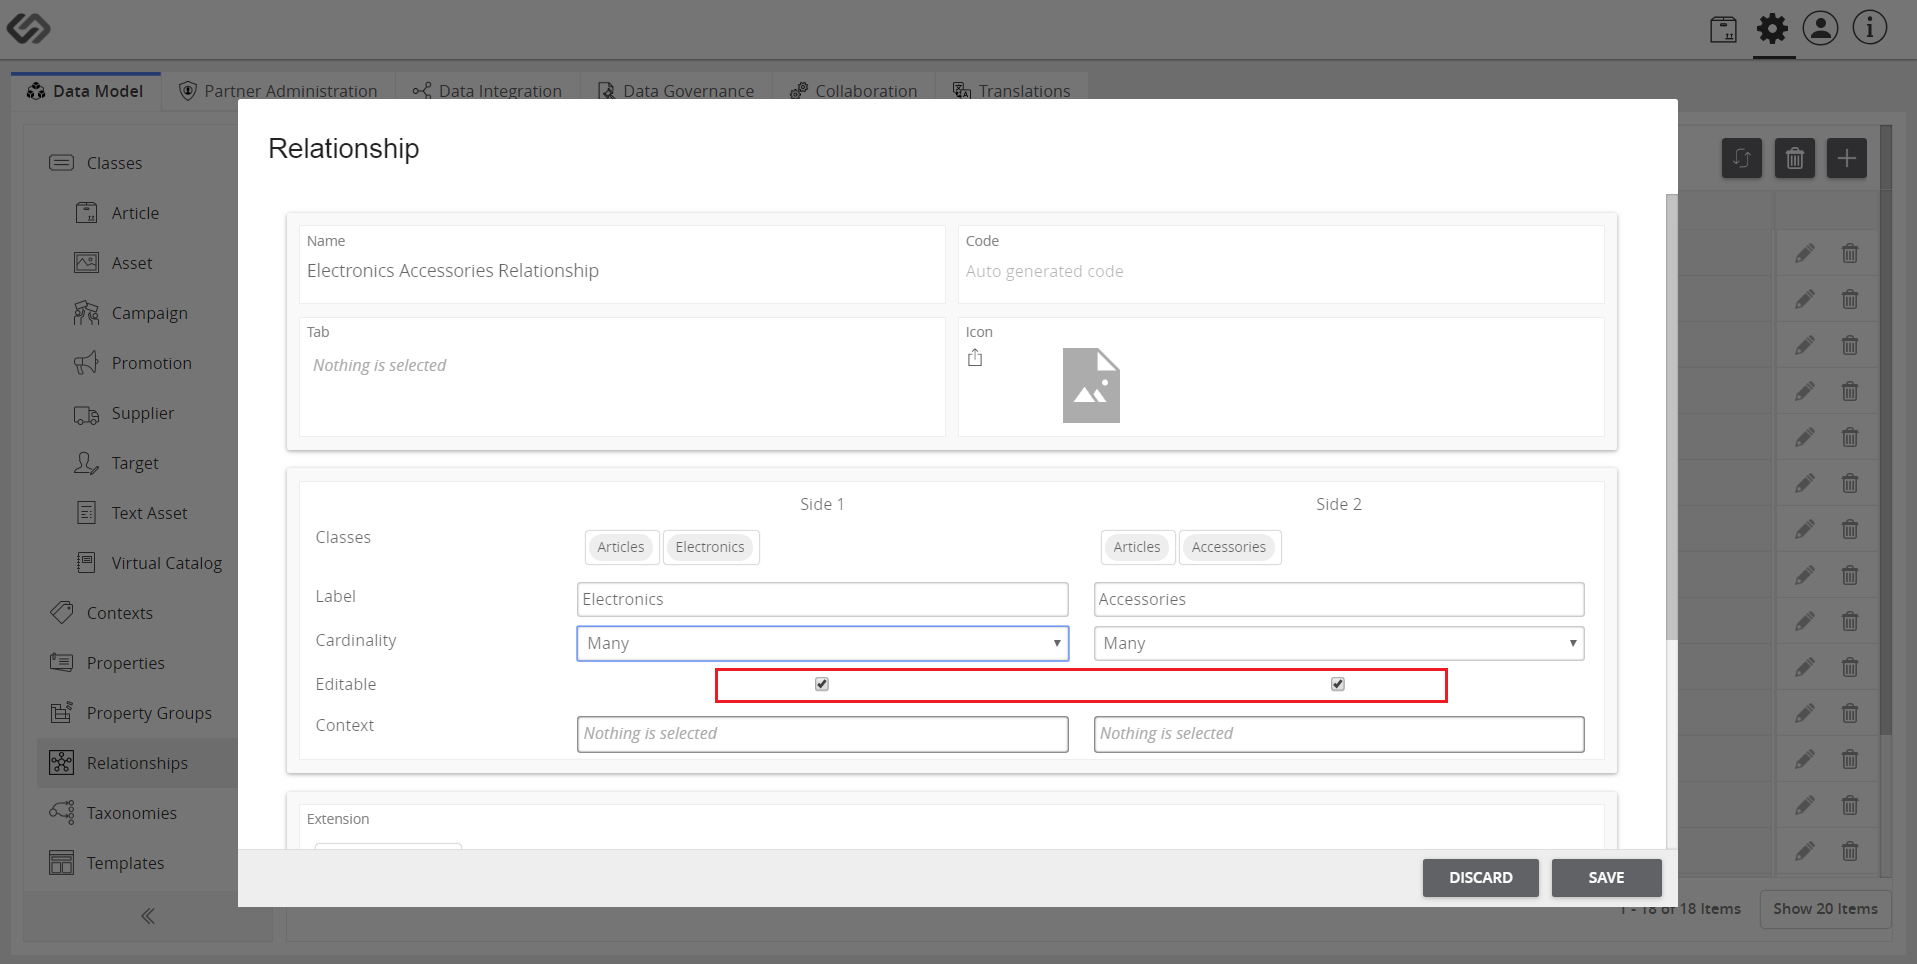 Data Model Partner Administration Data Integration Data Governance Collaboration Translations
Classes
Article
Asset
Campaign
Promotion
Supplier
Target
Text Asset
Virtual Catalog
Contexts
Properties
Property Groups
Relationships
Taxonomies
Templates
Relationship
Name
Electronics Accessories Relationship
Code
Auto generated code
Tab
Nothing is selected
Icon
Side 1 Side 2
Classes Articles Electronics Articles Accessories
Label Electronics Accessories
Cardinality Many Many
Editable
Context Nothing is selected Nothing is selected
Extension
DISCARD SAVE
1 - 18 of 18 Items Show 20 Items